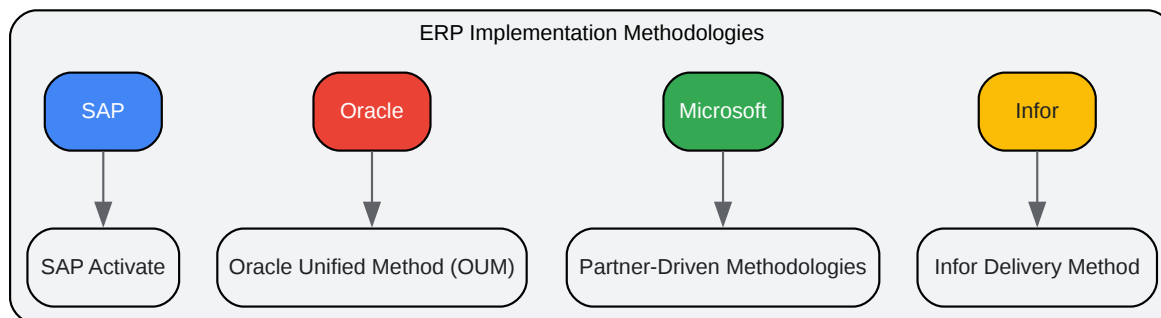 ERP Implementation Methodologies
SAP
Oracle
Microsoft
Infor
SAP Activate
Oracle Unified Method (OUM)
Partner-Driven Methodologies
Infor Delivery Method